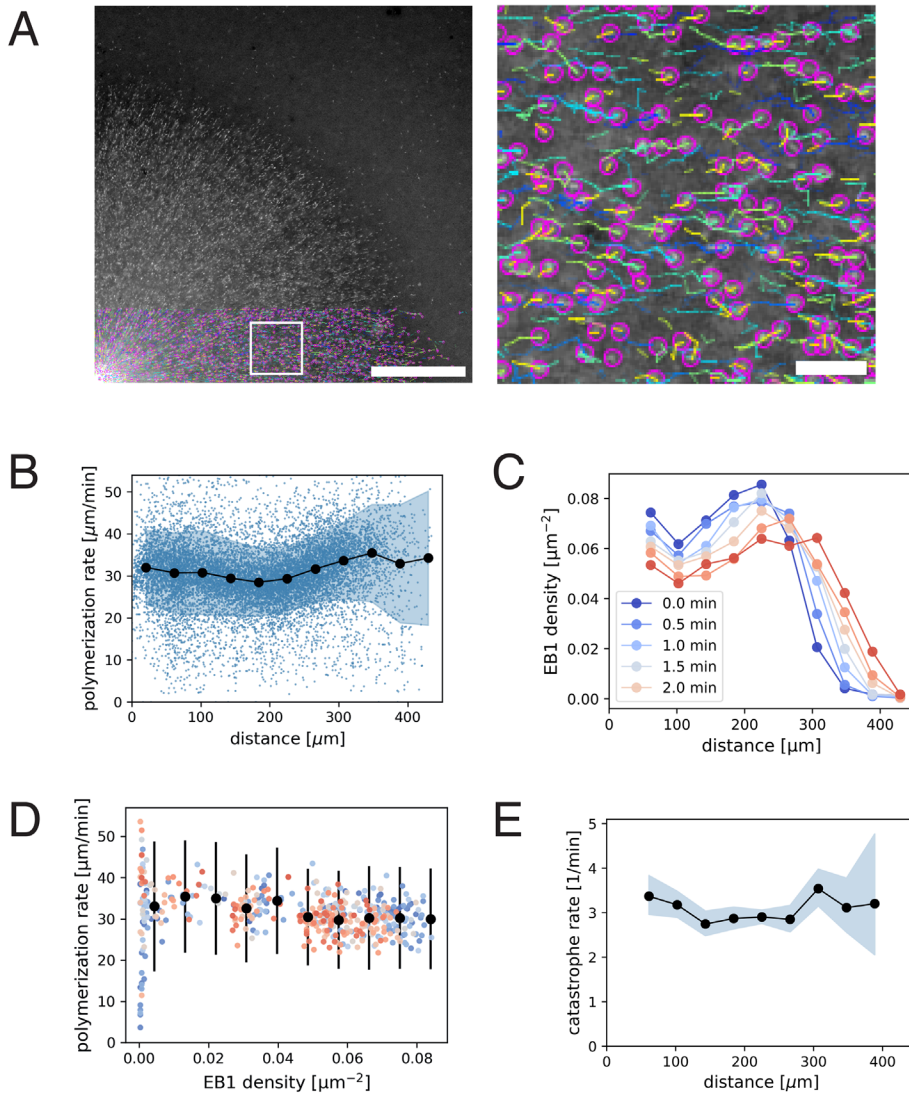 A
B
polymerization rate [μm/min]
50
40
30
20
10
0
0 100 200 300 400
distance [μm]
C
EB1 density [μm⁻²]
0.08
0.06
0.04
0.02
0.00
0.0 min
0.5 min
1.0 min
1.5 min
2.0 min
0 100 200 300 400
distance [μm]
D
polymerization rate [μm/min]
50
40
30
20
10
0
0.00 0.02 0.04 0.06 0.08
EB1 density [μm⁻²]
E
catastrophe rate [1/min]
5
4
3
2
1
0
0 100 200 300 400
distance [μm]